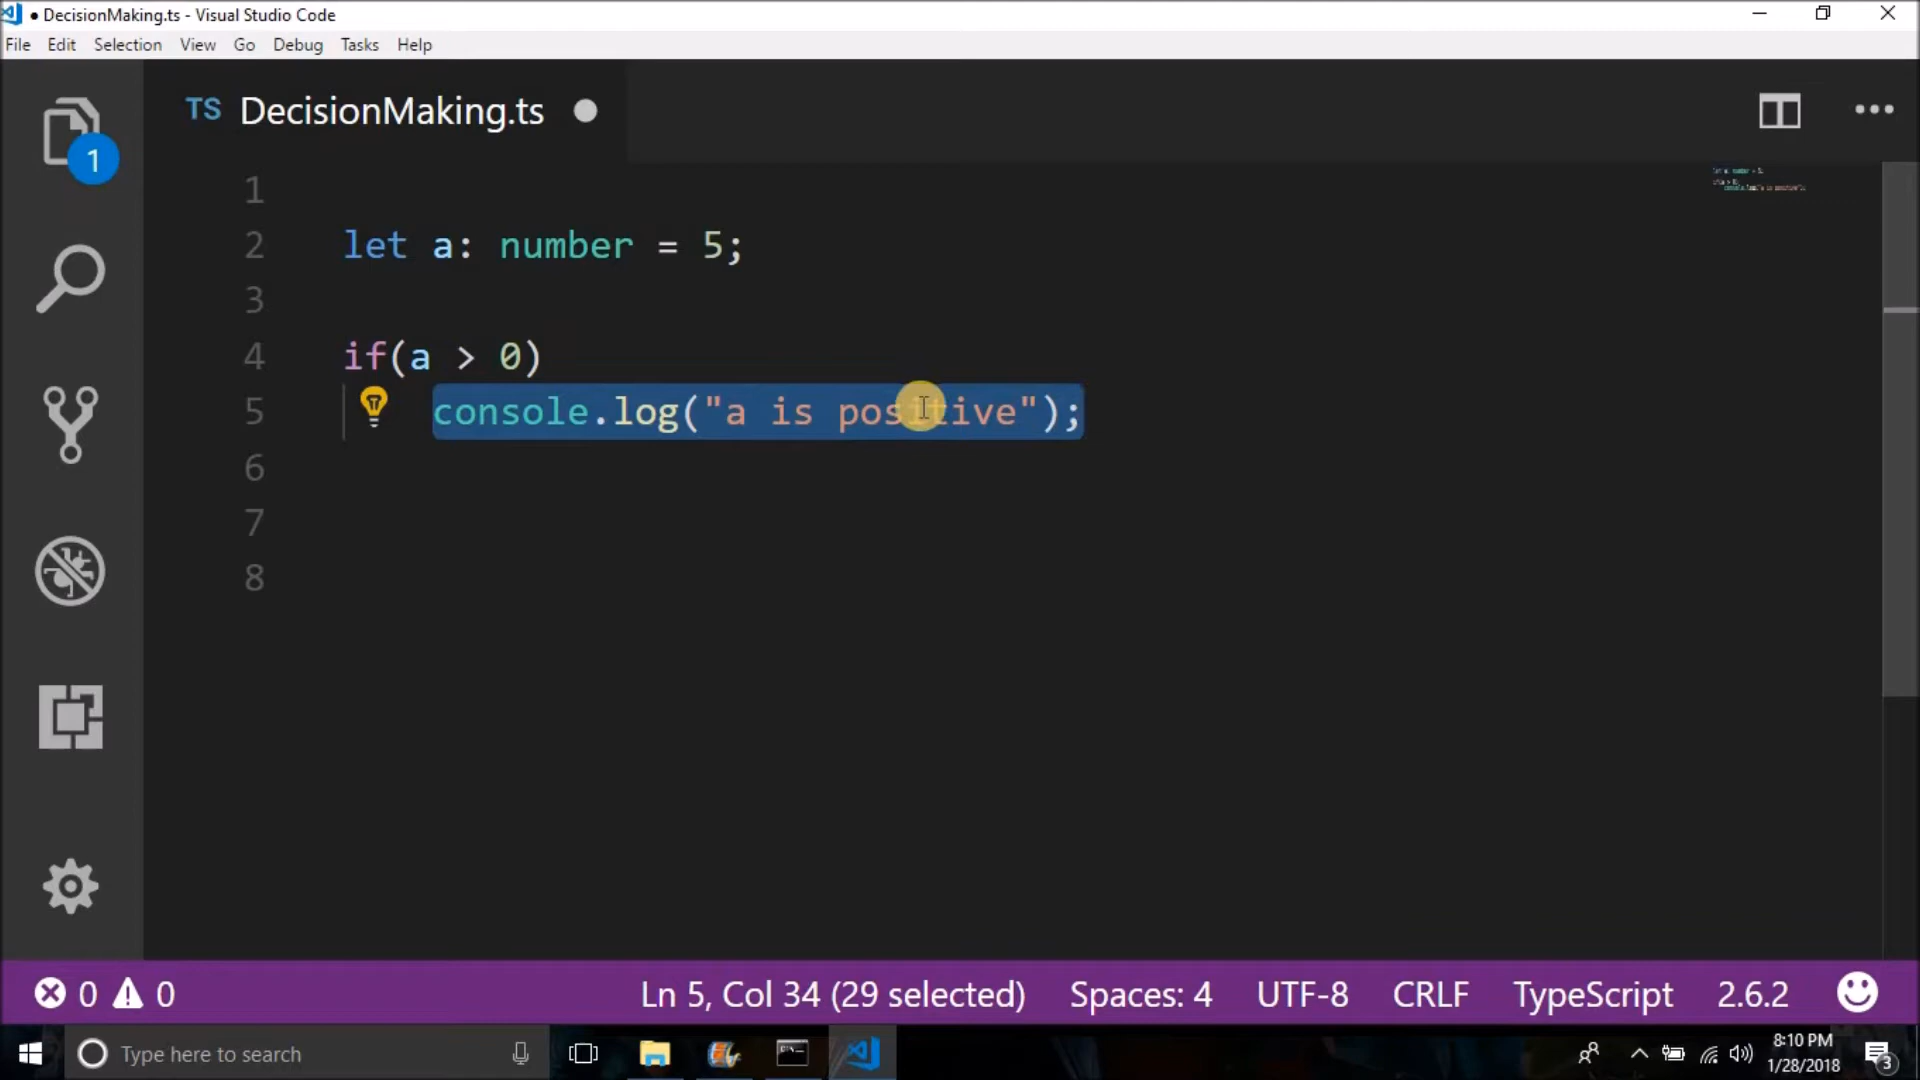 ● DecisionMaking.ts - Visual Studio Code
File Edit Selection View Go Debug Tasks Help
TS DecisionMaking.ts ●
1
1
2 let a: number = 5;
3
4 if(a > 0)
5 console.log("a is positive");
6
7
8
0 0 Ln 5, Col 34 (29 selected) Spaces: 4 UTF-8 CRLF TypeScript 2.6.2
Type here to search
8:10 PM
1/28/2018
3